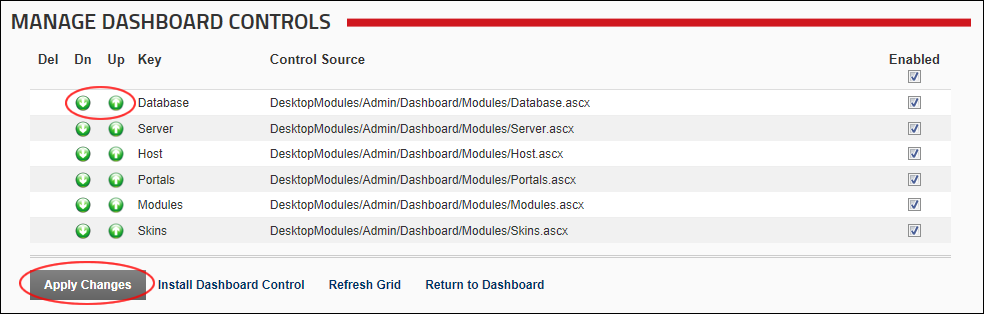 MANAGE DASHBOARD CONTROLS
Del Dn Up Key Control Source Enabled
Database DesktopModules/Admin/Dashboard/Modules/Database.ascx
Server DesktopModules/Admin/Dashboard/Modules/Server.ascx
Host DesktopModules/Admin/Dashboard/Modules/Host.ascx
Portals DesktopModules/Admin/Dashboard/Modules/Portals.ascx
Modules DesktopModules/Admin/Dashboard/Modules/Modules.ascx
Skins DesktopModules/Admin/Dashboard/Modules/Skins.ascx
Apply Changes Install Dashboard Control Refresh Grid Return to Dashboard